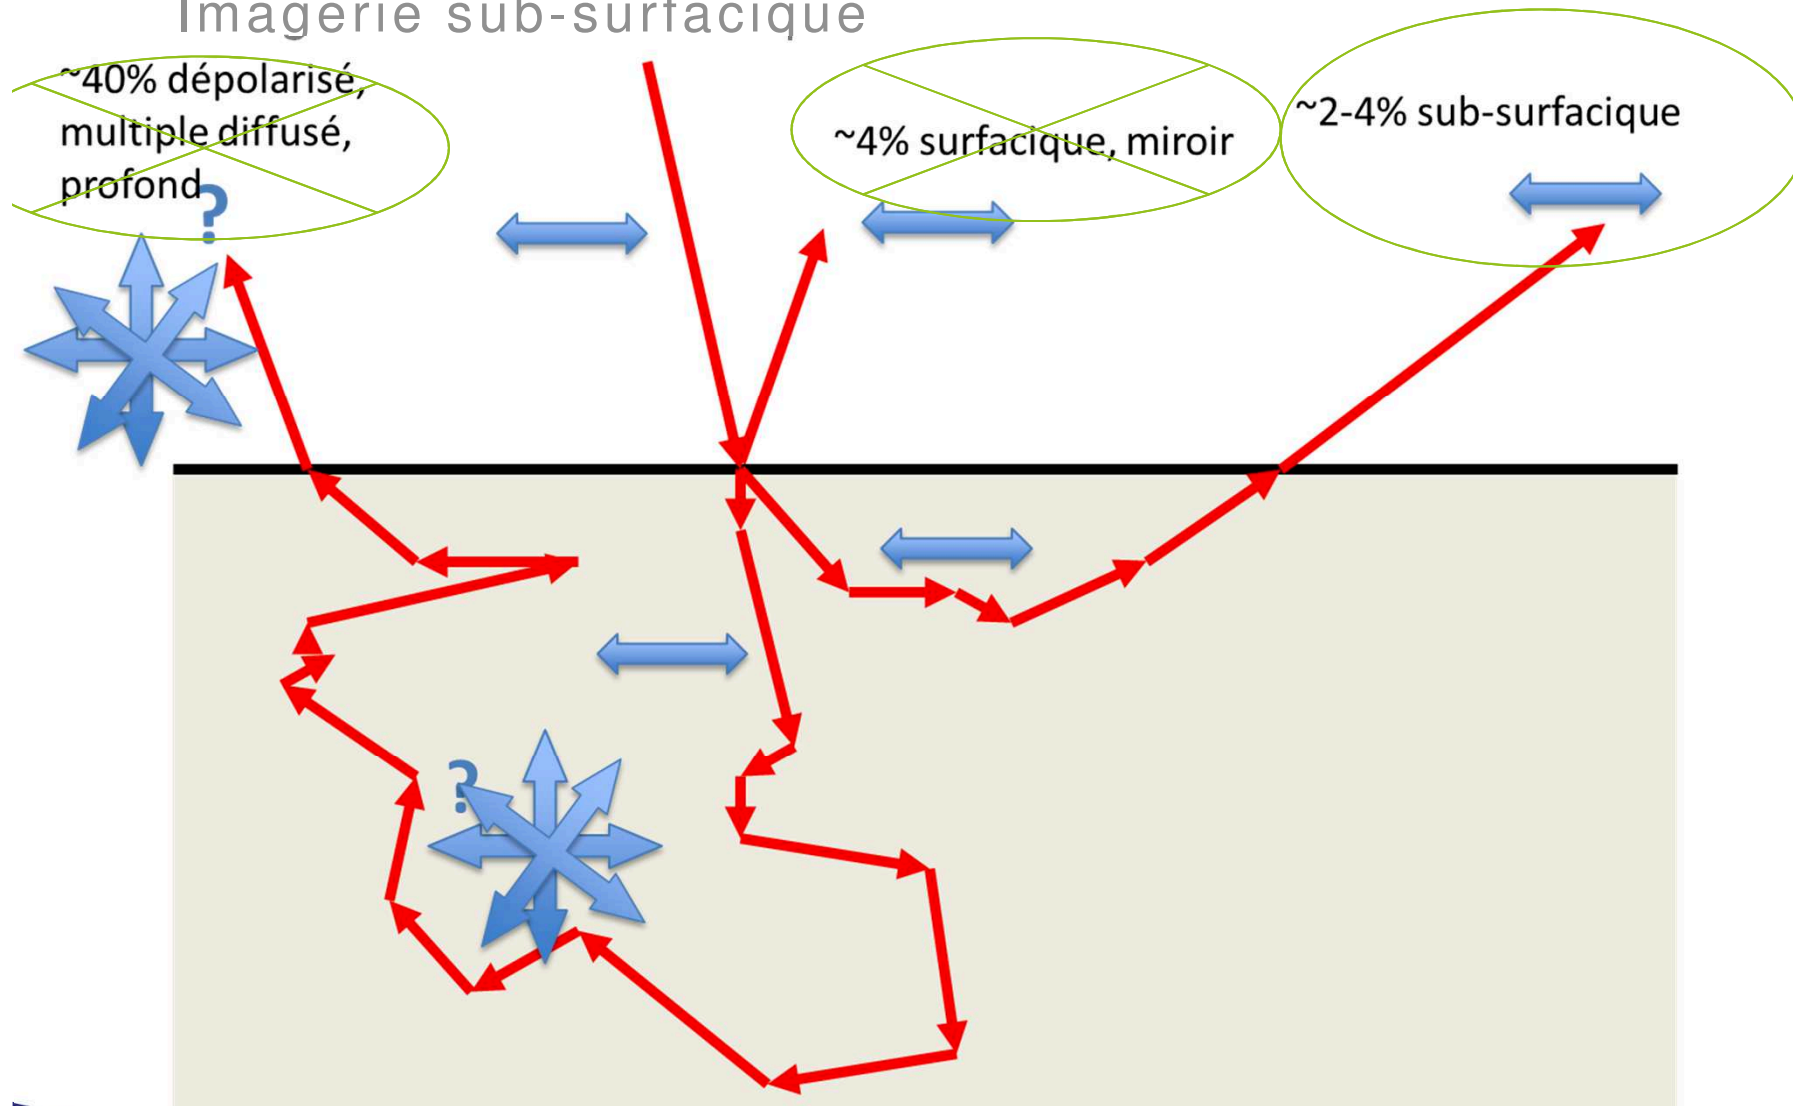 Imagerie sub-surfacique
~40% dépolarisé,
multiple diffusé,
profond
?
~4% surfacique, miroir
~2-4% sub-surfacique
?